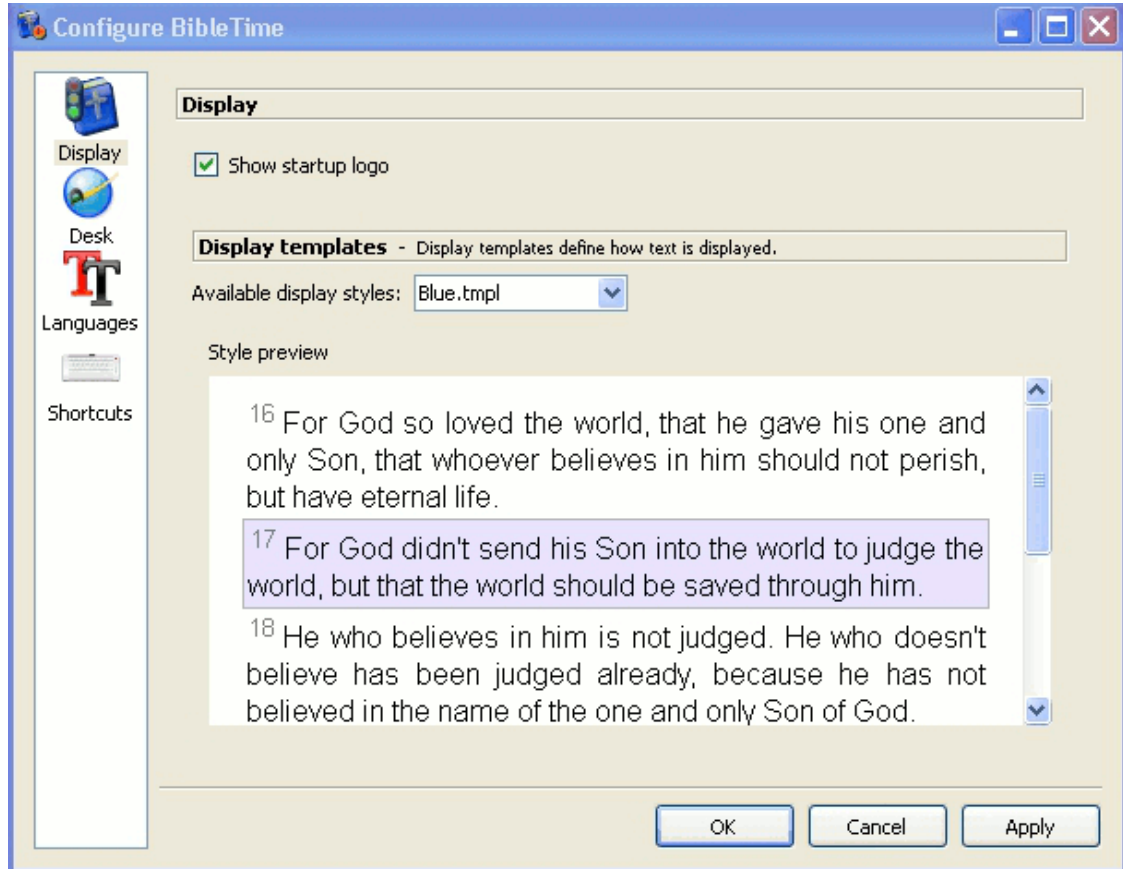 Configure BibleTime
Display
Desk
Languages
Shortcuts
Display
Show startup logo
Display templates - Display templates define how text is displayed.
Available display styles: Blue.tmpl
Style preview
16 For God so loved the world, that he gave his one and
only Son, that whoever believes in him should not perish,
but have eternal life.
17 For God didn't send his Son into the world to judge the
world, but that the world should be saved through him.
18 He who believes in him is not judged. He who doesn't
believe has been judged already, because he has not
believed in the name of the one and only Son of God.
OK Cancel Apply